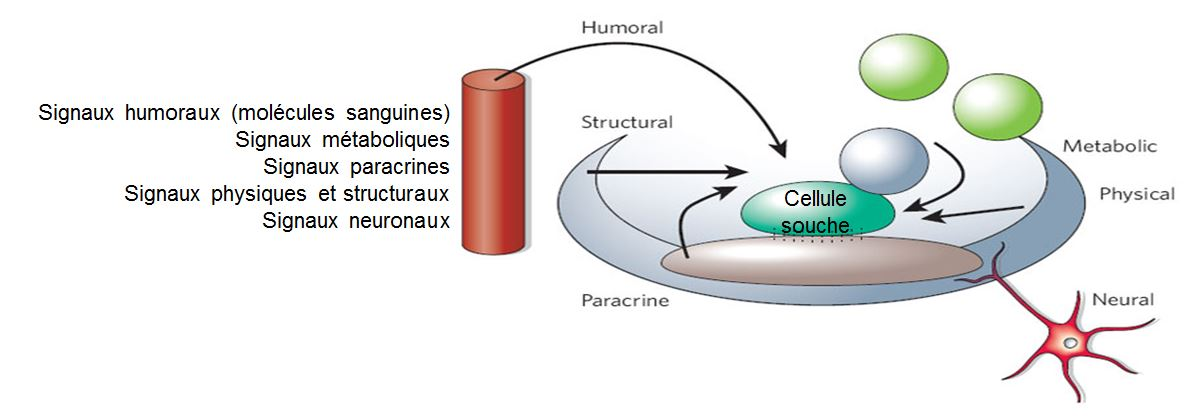 Humoral
Signaux humoraux (molécules sanguines)
Signaux métaboliques
Signaux paracrines
Signaux physiques et structuraux
Signaux neuronaux
Structural
Metabolic
Physical
Cellule
souche
Paracrine
Neural